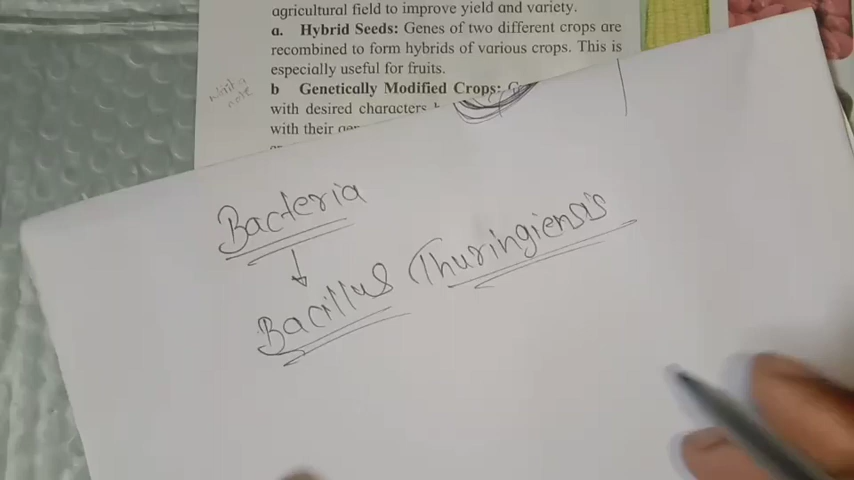 agricultural field to improve yield and variety.
a. Hybrid Seeds: Genes of two different crops are
recombined to form hybrids of various crops. This is
especially useful for fruits.
b Genetically Modified Crops:
with desired characters
with their
Write a
note
Bacteria
Bacillus Thuringiensis